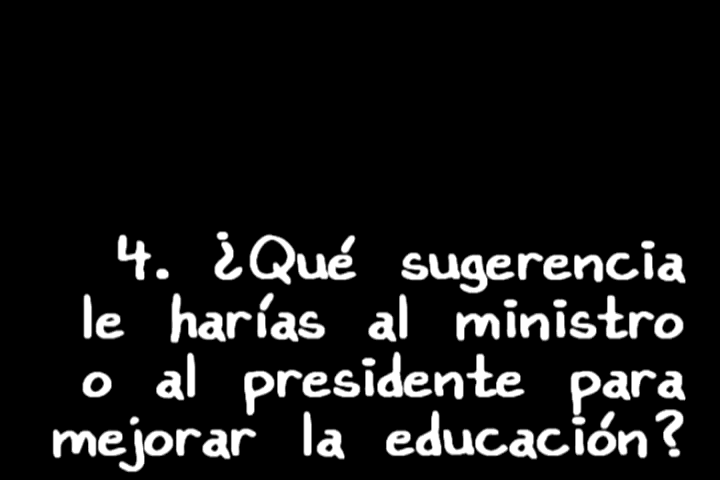 4. ¿Qué sugerencia
le harías al ministro
o al presidente para
mejorar la educación?